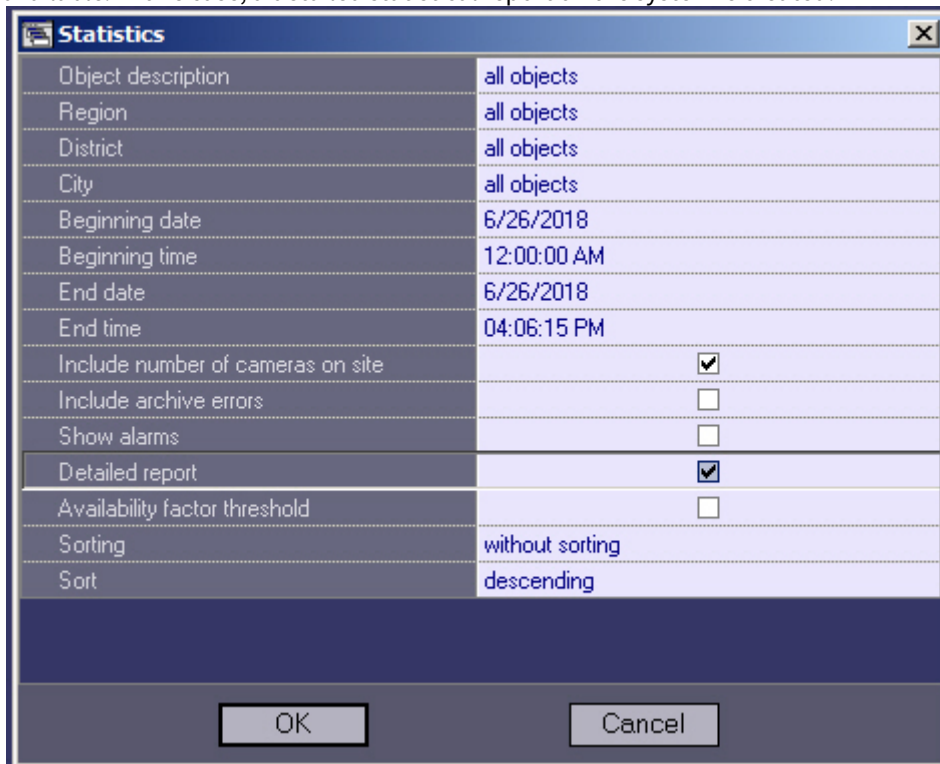 Statistics
Object description all objects
Region all objects
District all objects
City all objects
Beginning date 6/26/2018
Beginning time 12:00:00 AM
End date 6/26/2018
End time 04:06:15 PM
Include number of cameras on site
Include archive errors
Show alarms
Detailed report
Availability factor threshold
Sorting without sorting
Sort descending
OK Cancel